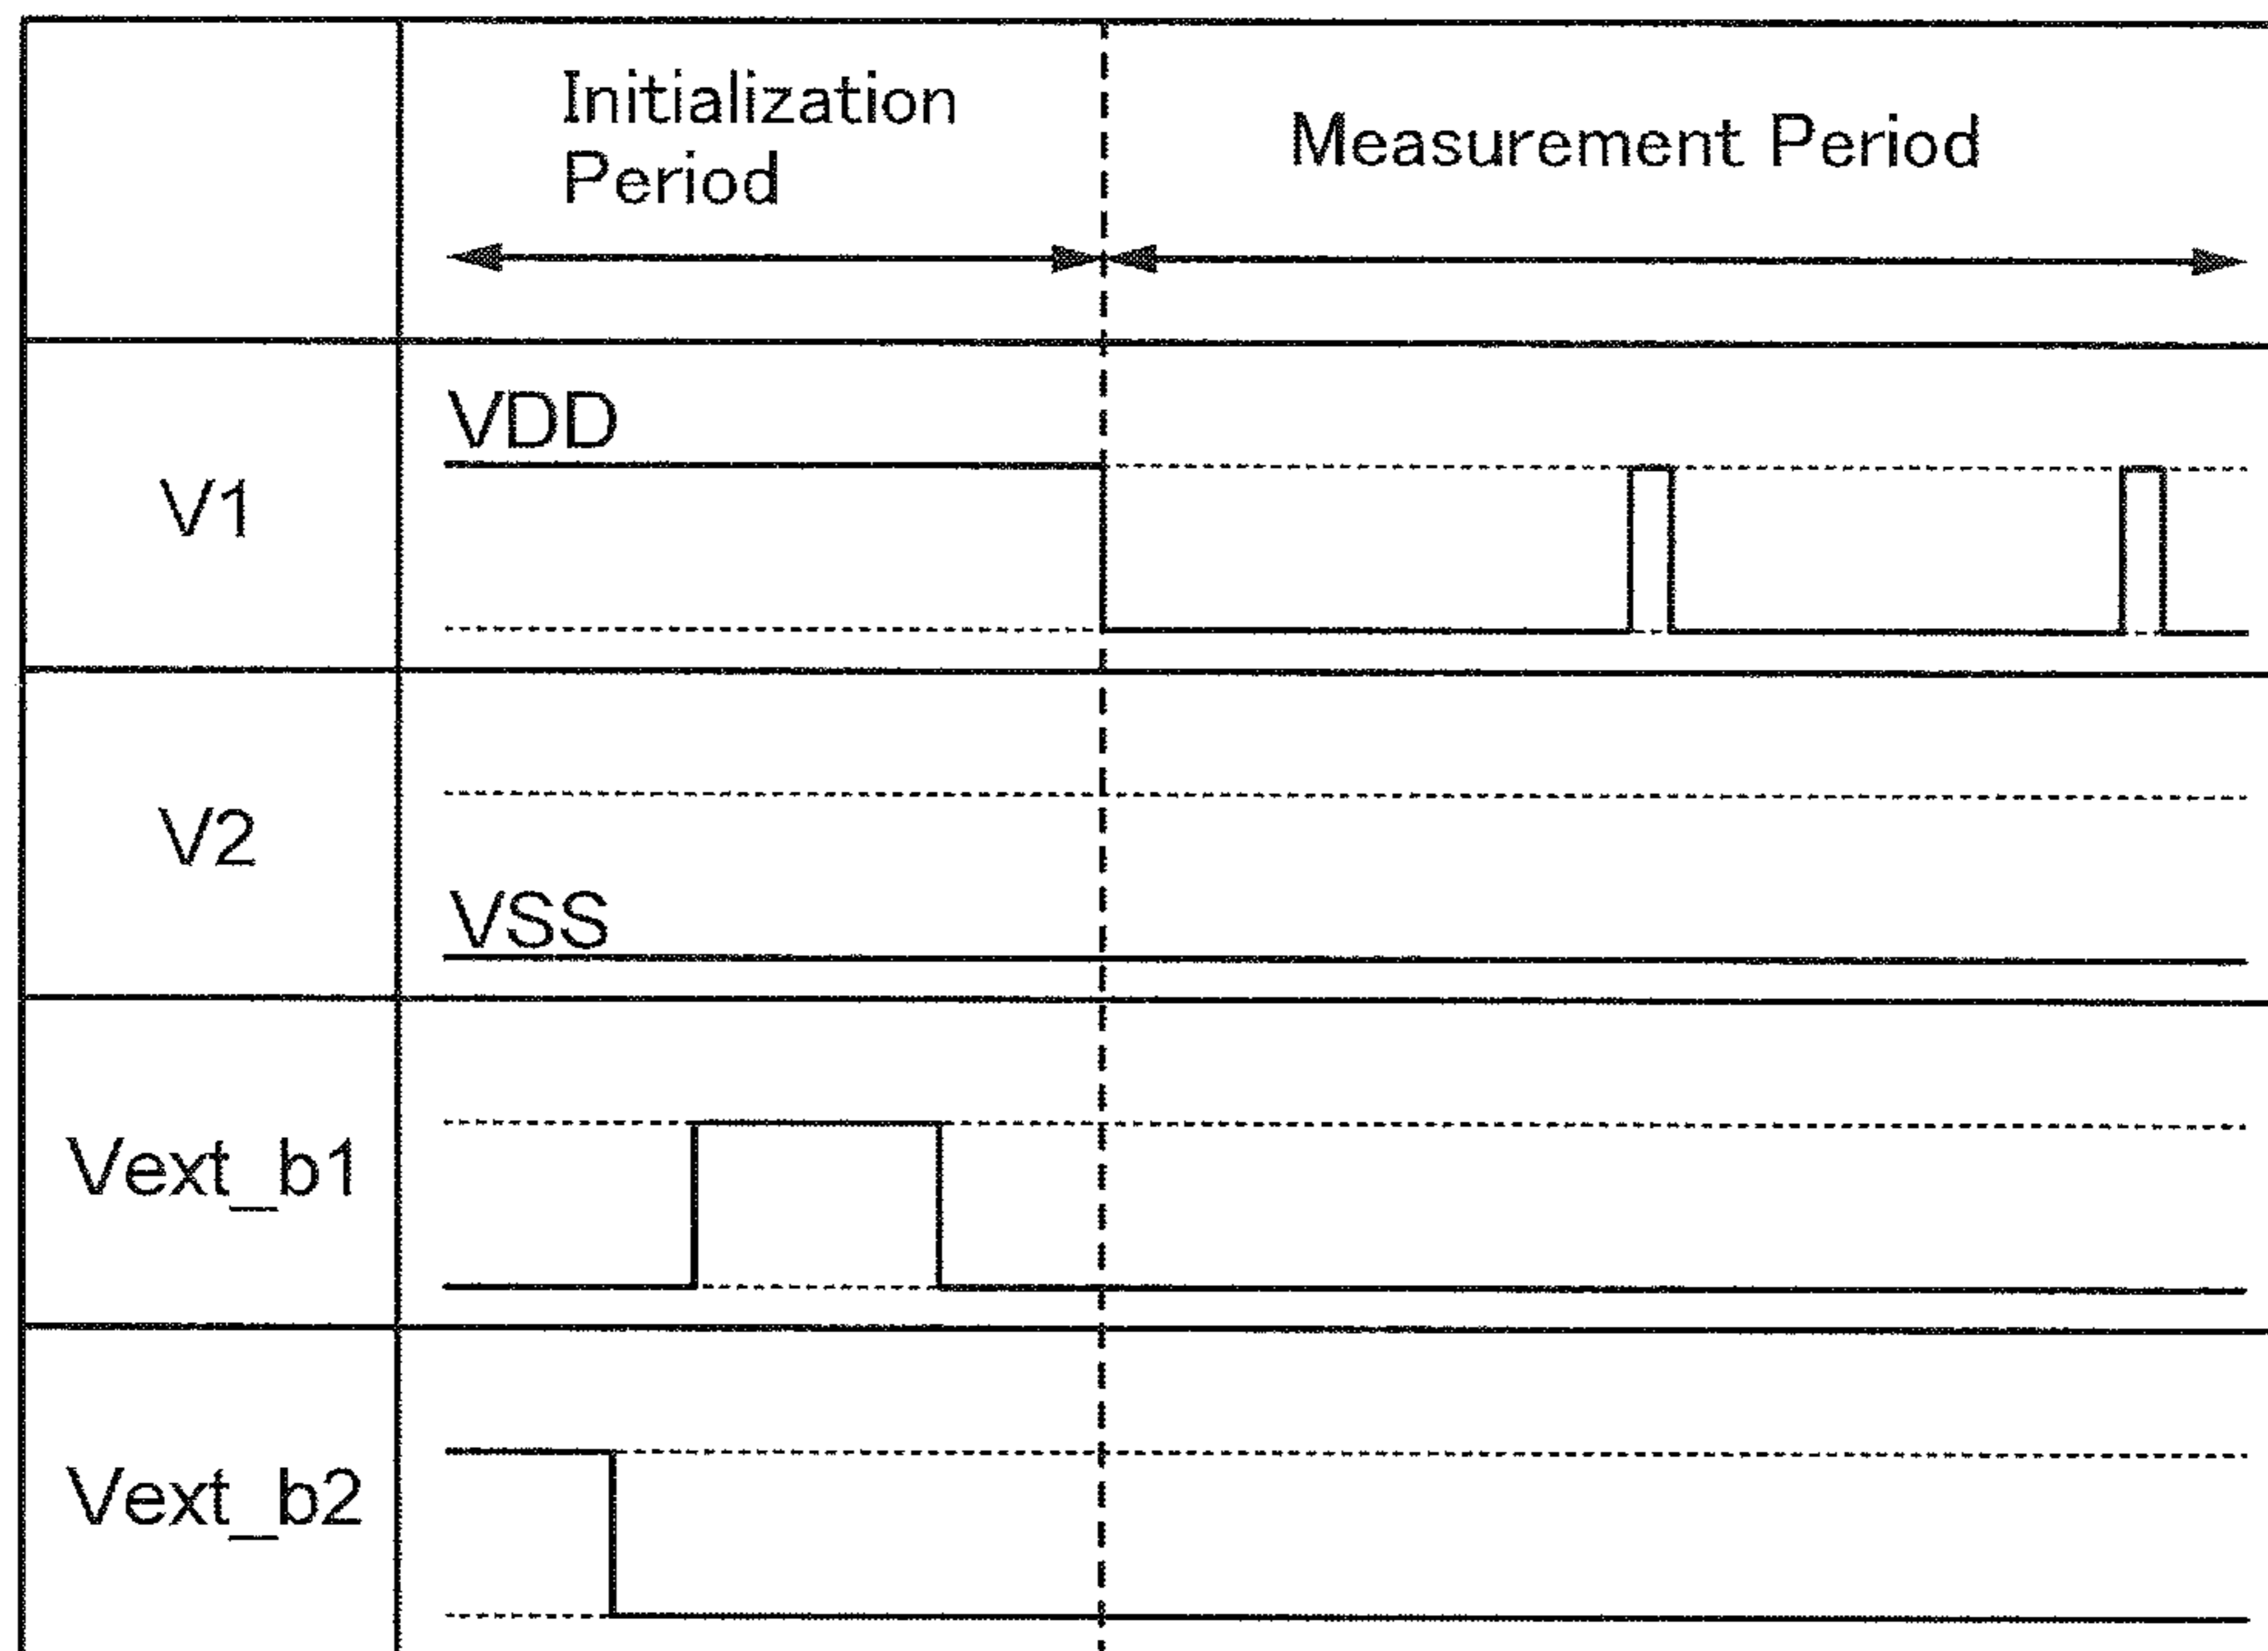 Initialization
Period
Measurement Period
VDD
V1
V2
VSS
Vext_b1
Vext_b2